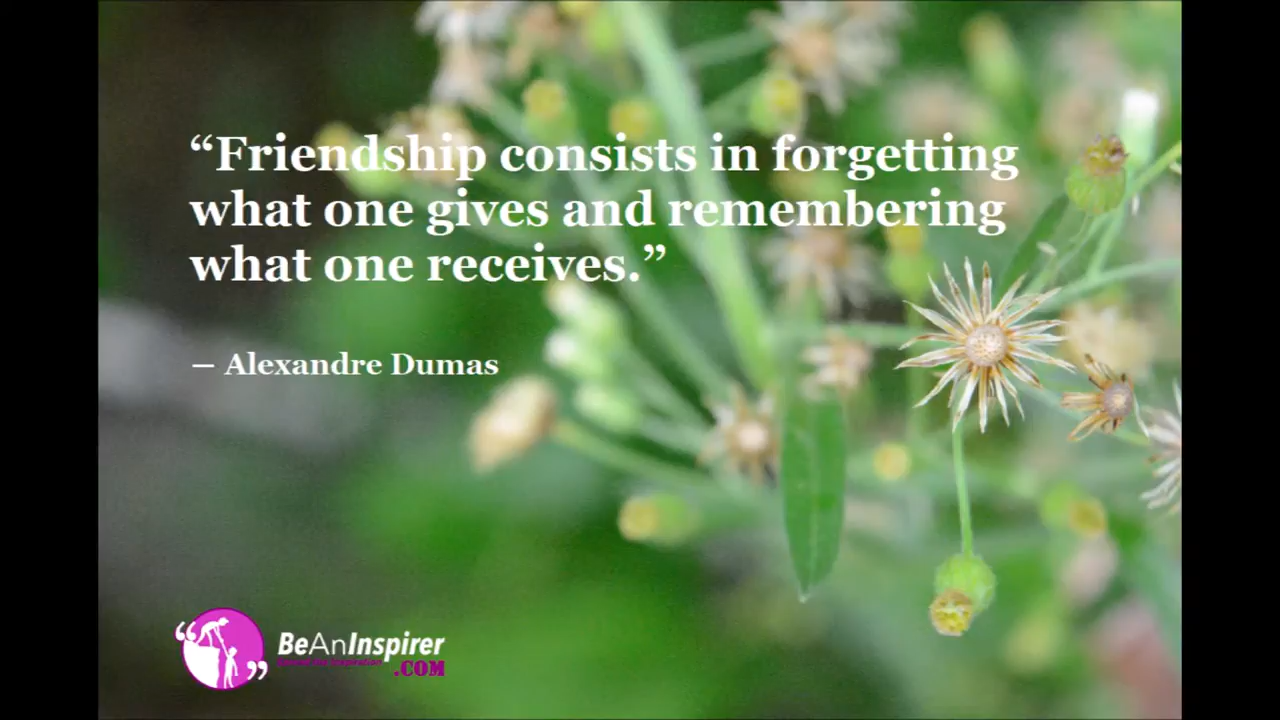 “Friendship consists in forgetting
what one gives and remembering
what one receives.”
— Alexandre Dumas
BeAnInspirer
.COM